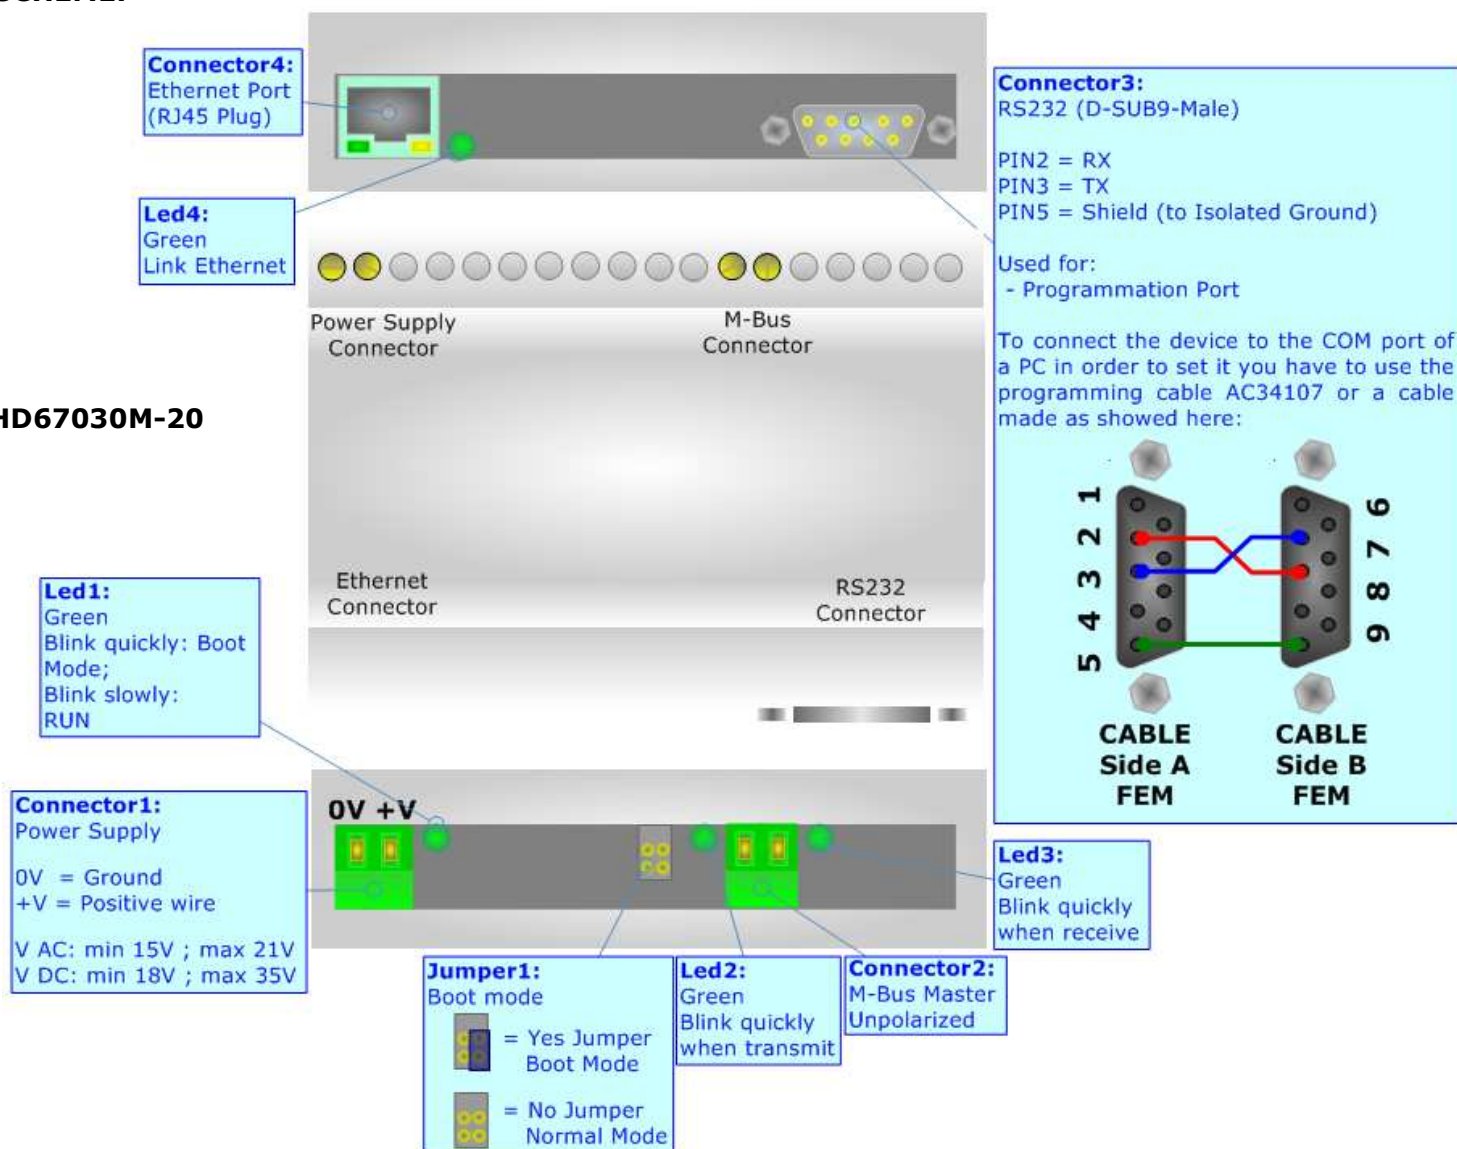 Connector4:
Ethernet Port
(RJ45 Plug)
Led4:
Green
Link Ethernet
Connector3:
RS232 (D-SUB9-Male)
PIN2 = RX
PIN3 = TX
PIN5 = Shield (to Isolated Ground)
Used for:
- Programmation Port
To connect the device to the COM port of
a PC in order to set it you have to use the
programming cable AC34107 or a cable
made as showed here:
1
2
3
4
5
6
7
8
9
CABLE
Side A
FEM
CABLE
Side B
FEM
Power Supply
Connector
M-Bus
Connector
HD67030M-20
Ethernet
Connector
RS232
Connector
Led1:
Green
Blink quickly: Boot
Mode;
Blink slowly:
RUN
Connector1:
Power Supply
0V = Ground
+V = Positive wire
V AC: min 15V ; max 21V
V DC: min 18V ; max 35V
0V +V
Jumper1:
Boot mode
= Yes Jumper
Boot Mode
= No Jumper
Normal Mode
Led2:
Green
Blink quickly
when transmit
Connector2:
M-Bus Master
Unpolarized
Led3:
Green
Blink quickly
when receive